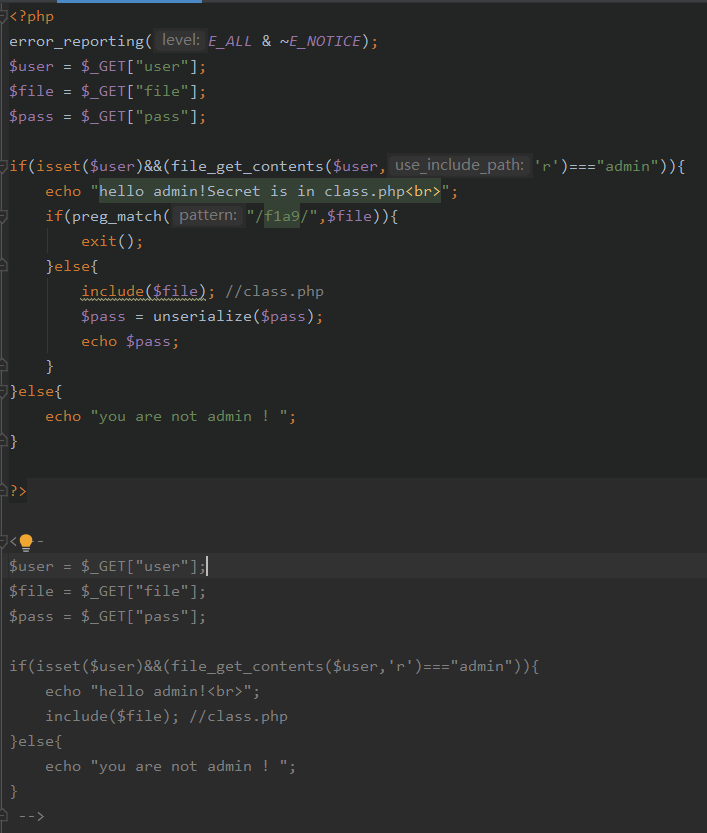 <?php
error_reporting( level: E_ALL & ~E_NOTICE);
$user = $_GET["user"];
$file = $_GET["file"];
$pass = $_GET["pass"];
if(isset($user)&&(file_get_contents($user, use_include_path: 'r')==="admin")){
    echo "hello admin!Secret is in class.php<br>";
    if(preg_match( pattern: "/f1a9/",$file)){
        exit();
    }else{
        include($file); //class.php
        $pass = unserialize($pass);
        echo $pass;
    }
}else{
    echo "you are not admin ! ";
}
?>
< -
$user = $_GET["user"];
$file = $_GET["file"];
$pass = $_GET["pass"];
if(isset($user)&&(file_get_contents($user,'r')==="admin")){
    echo "hello admin!<br>";
    include($file); //class.php
}else{
    echo "you are not admin ! ";
}
 -->